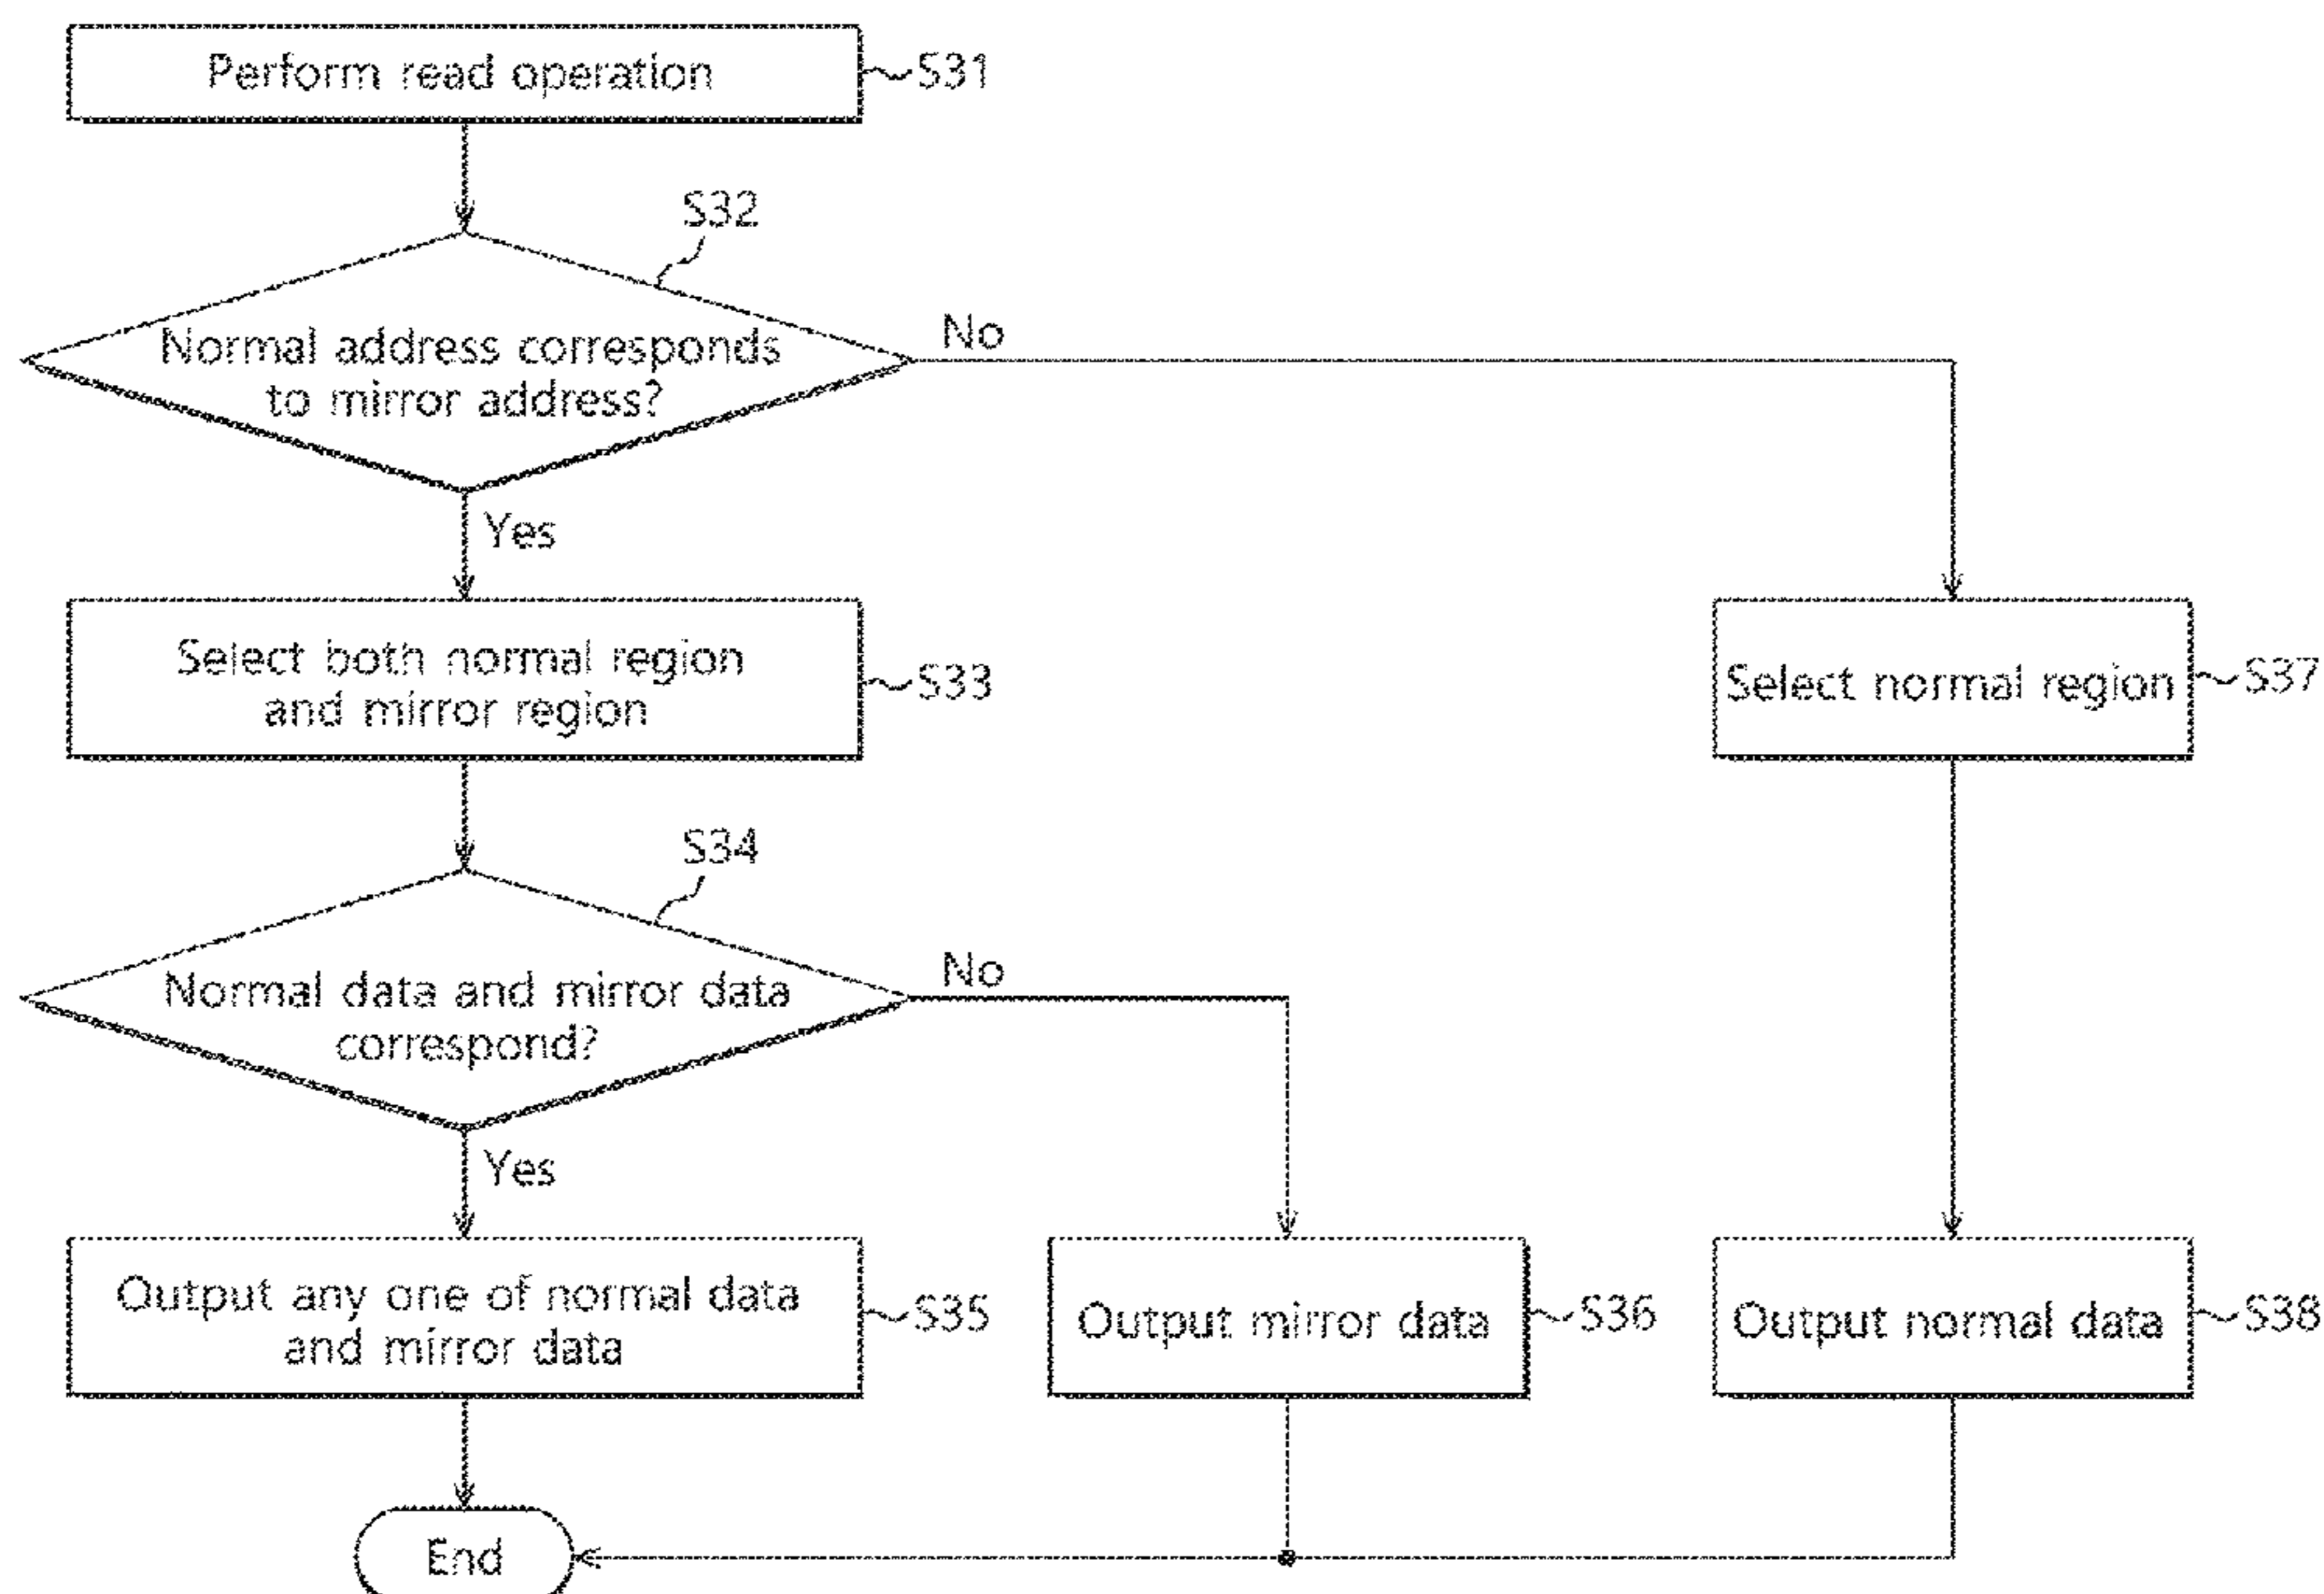 Perform read operation
S31
S32
Normal address corresponds
to mirror address?
No
Yes
Select both normal region
and mirror region
S33
Select normal region
S37
S34
Normal data and mirror data
correspond?
No
Yes
Output any one of normal data
and mirror data
S35
Output mirror data
S36
Output normal data
S38
End